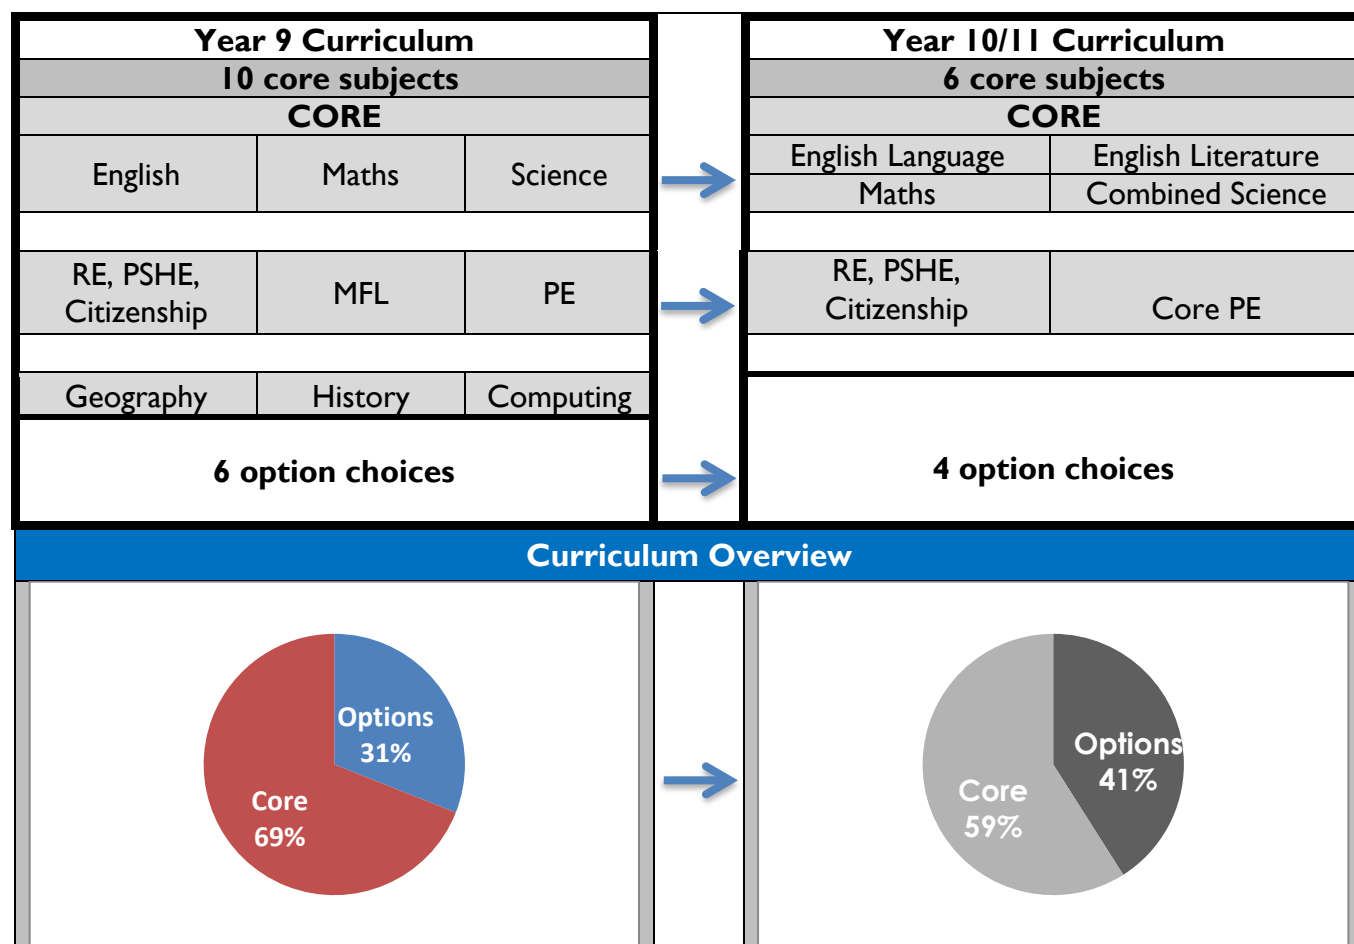 Year 9 Curriculum
10 core subjects
CORE
English Maths Science
RE, PSHE,
Citizenship
MFL
PE
Geography History Computing
6 option choices
Year 10/11 Curriculum
6 core subjects
CORE
English Language English Literature
Maths Combined Science
RE, PSHE,
Citizenship
Core PE
4 option choices
Curriculum Overview
Options
31%
Core
69%
Options
41%
Core
59%